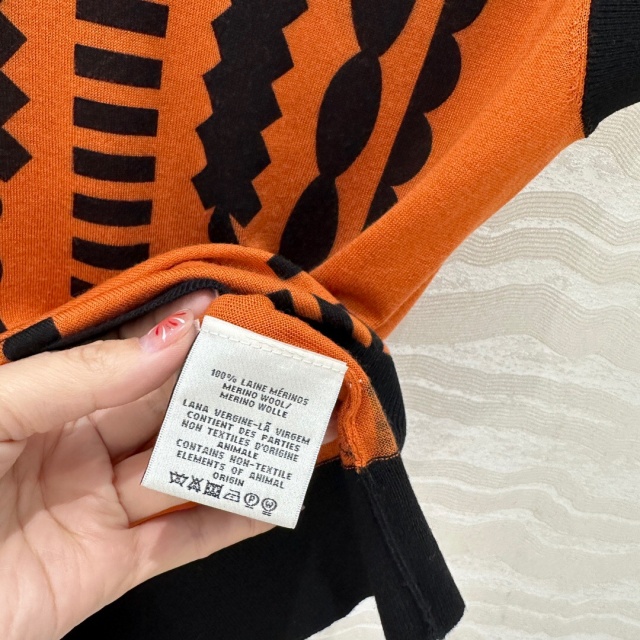 100% LAINE MÉRINOS
MERINO WOOL/
MERINO WOLLE
LANA VERGINE-LÃ VIRGEM
CONTIENT DES PARTIES
NON TEXTILES D'ORIGINE
ANIMALE
CONTAINS NON-TEXTILE
ELEMENTS OF ANIMAL
ORIGIN
P W